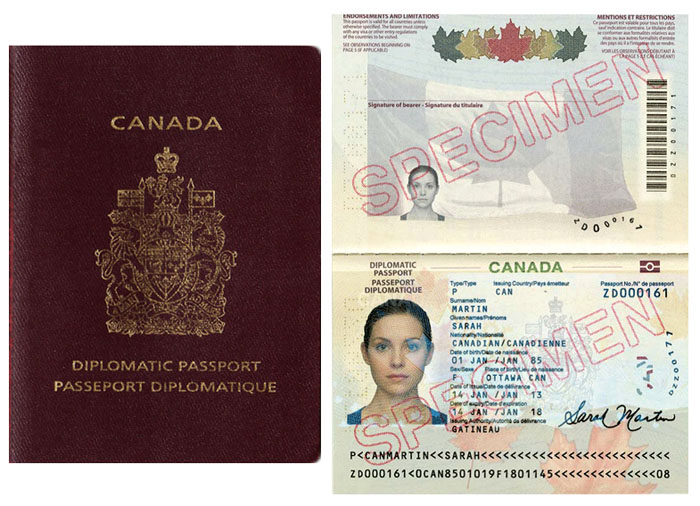 CANADA
DIPLOMATIC PASSPORT
PASSEPORT DIPLOMATIQUE
ENDORSEMENTS AND LIMITATIONS
This passport is valid for all countries unless
otherwise specified. The bearer must comply
with any visa or other entry regulations
of the countries to be visited.
SEE OBSERVATIONS BEGINNING ON
PAGE 5 (IF APPLICABLE)
MENTIONS ET RESTRICTIONS
Ce passeport est valable pour tous les pays,
sauf indication contraire. Le titulaire doit
se conformer aux formalités relatives aux
visas ou aux autres formalités d'entrée
des pays où il a l'intention de se rendre.
VOIR LES OBSERVATIONS DÉBUTANT À
LA PAGE 5 (LE CAS ÉCHÉANT)
Signature of bearer - Signature du titulaire
SPECIMEN
DIPLOMATIC
PASSPORT
PASSEPORT
DIPLOMATIQUE
CANADA
Type/Type Issuing Country/Pays émetteur Passport No./N° de passeport
P CAN ZD000161
Surname/Nom
MARTIN
Given names/Prénoms
SARAH
Nationality/Nationalité
CANADIAN/CANADIENNE
Date of birth/Date de naissance
01 JAN /JAN 85
Sex/Sexe Place of birth/Lieu de naissance
F OTTAWA CAN
Date of issue/Date de délivrance
14 JAN /JAN 13
Date of expiry/Date d'expiration
14 JAN /JAN 18
Issuing Authority/Autorité de délivrance
GATINEAU
Sarah Martin
SPECIMEN
P<CANMARTIN<<SARAH<<<<<<<<<<<<<<<<<<<<<<<<<<
ZD000161<0CAN8501019F1801145<<<<<<<<<<<<<<08